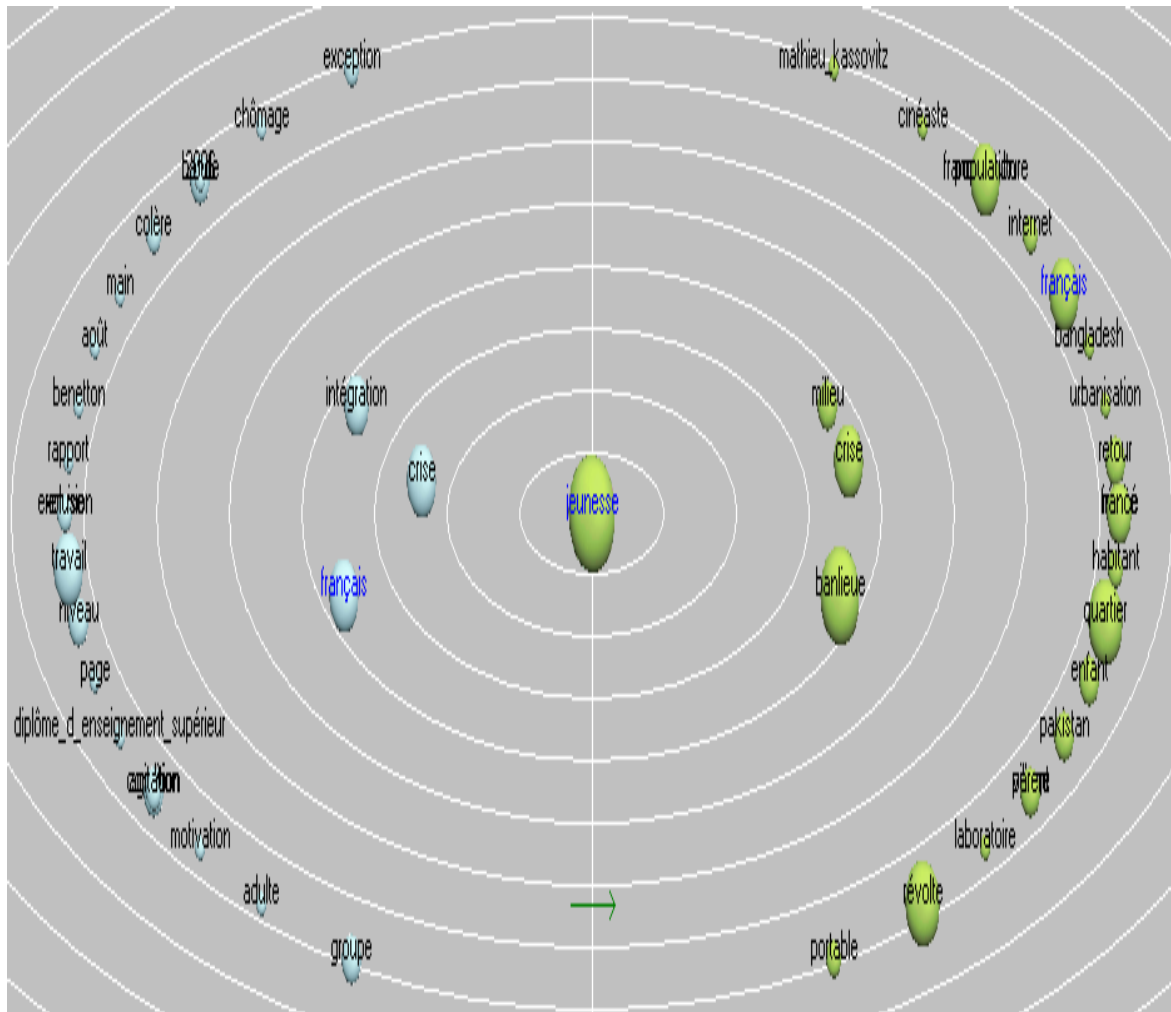 exception
mathieu_kassovitz
chômage
cinéaste
population
colère
internet
main
français
août
bangladesh
benetton
intégration
milieu
urbanisation
rapport
crise
crise
retour
jeunesse
travail
français
banlieue
habitant
niveau
quartier
page
enfant
diplôme_d_enseignement_supérieur
pakistan
motivation
laboratoire
adulte
révolte
groupe
portable